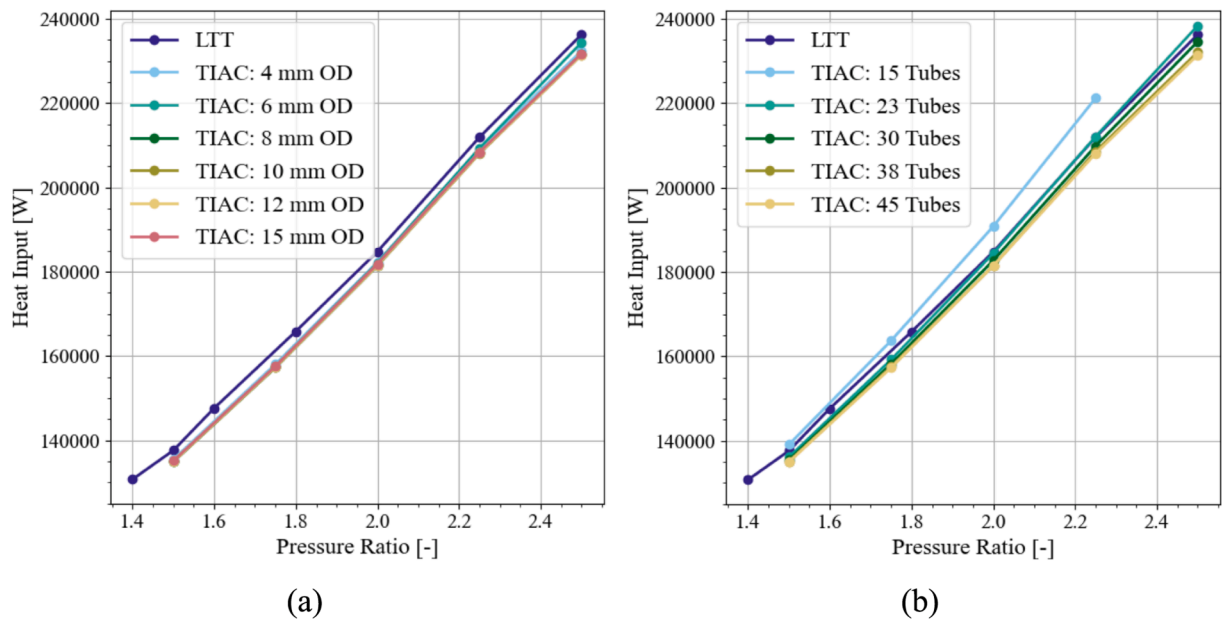 240000
220000
200000
180000
160000
140000
Heat Input [W]
LTT
TIAC: 4 mm OD
TIAC: 6 mm OD
TIAC: 8 mm OD
TIAC: 10 mm OD
TIAC: 12 mm OD
TIAC: 15 mm OD
1.4 1.6 1.8 2.0 2.2 2.4
Pressure Ratio [-]
(a)
240000
220000
200000
180000
160000
140000
Heat Input [W]
LTT
TIAC: 15 Tubes
TIAC: 23 Tubes
TIAC: 30 Tubes
TIAC: 38 Tubes
TIAC: 45 Tubes
1.4 1.6 1.8 2.0 2.2 2.4
Pressure Ratio [-]
(b)